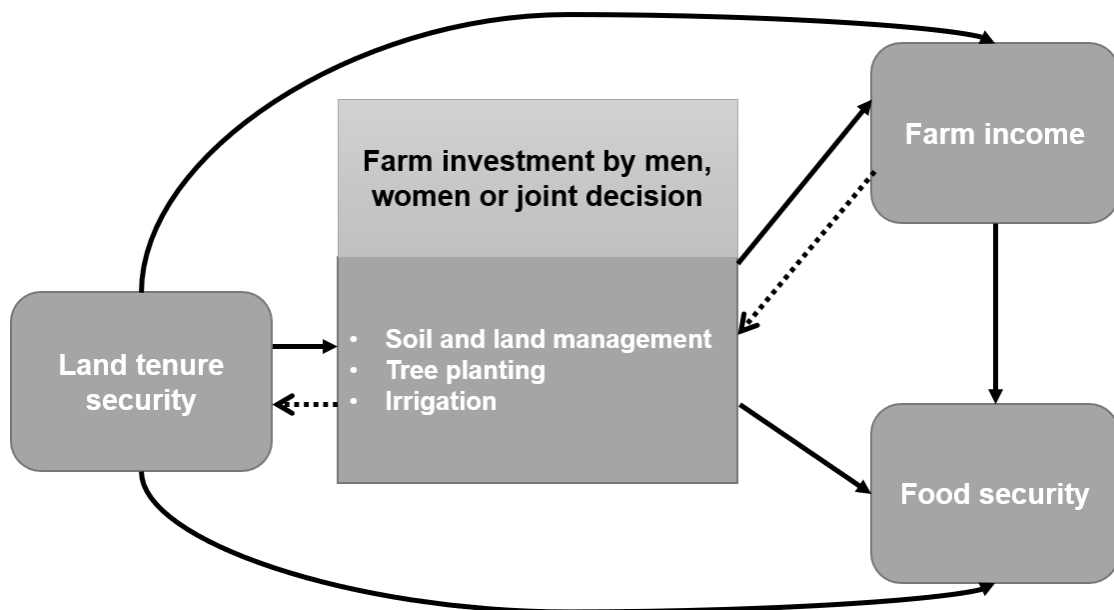 Farm income
Farm investment by men,
women or joint decision
Land tenure
security
• Soil and land management
• Tree planting
• Irrigation
Food security